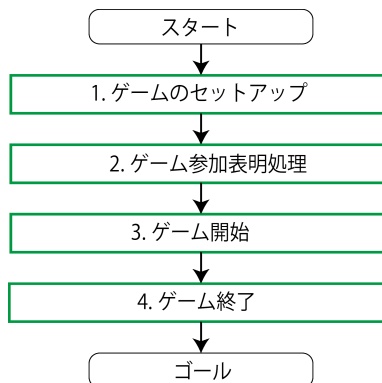 スタート
1. ゲームのセットアップ
2. ゲーム参加表明処理
3. ゲーム開始
4. ゲーム終了
ゴール